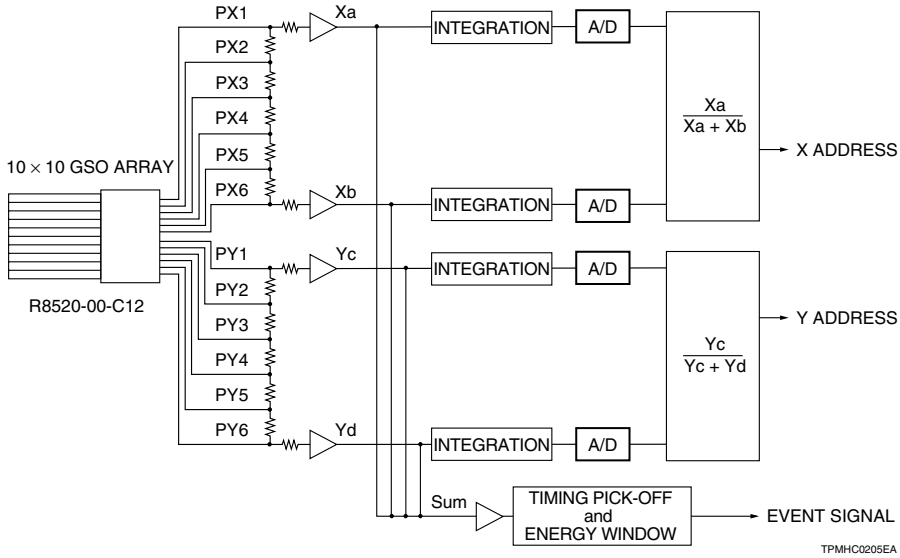 PX1
Xa
INTEGRATION
A/D
PX2
PX3
PX4
PX5
PX6
Xa
Xa + Xb
X ADDRESS
10 × 10 GSO ARRAY
Xb
INTEGRATION
A/D
R8520-00-C12
PY1
Yc
INTEGRATION
A/D
PY2
PY3
PY4
PY5
PY6
Yc
Yc + Yd
Y ADDRESS
Yd
INTEGRATION
A/D
Sum
TIMING PICK-OFF
and
ENERGY WINDOW
EVENT SIGNAL
TPMHC0205EA